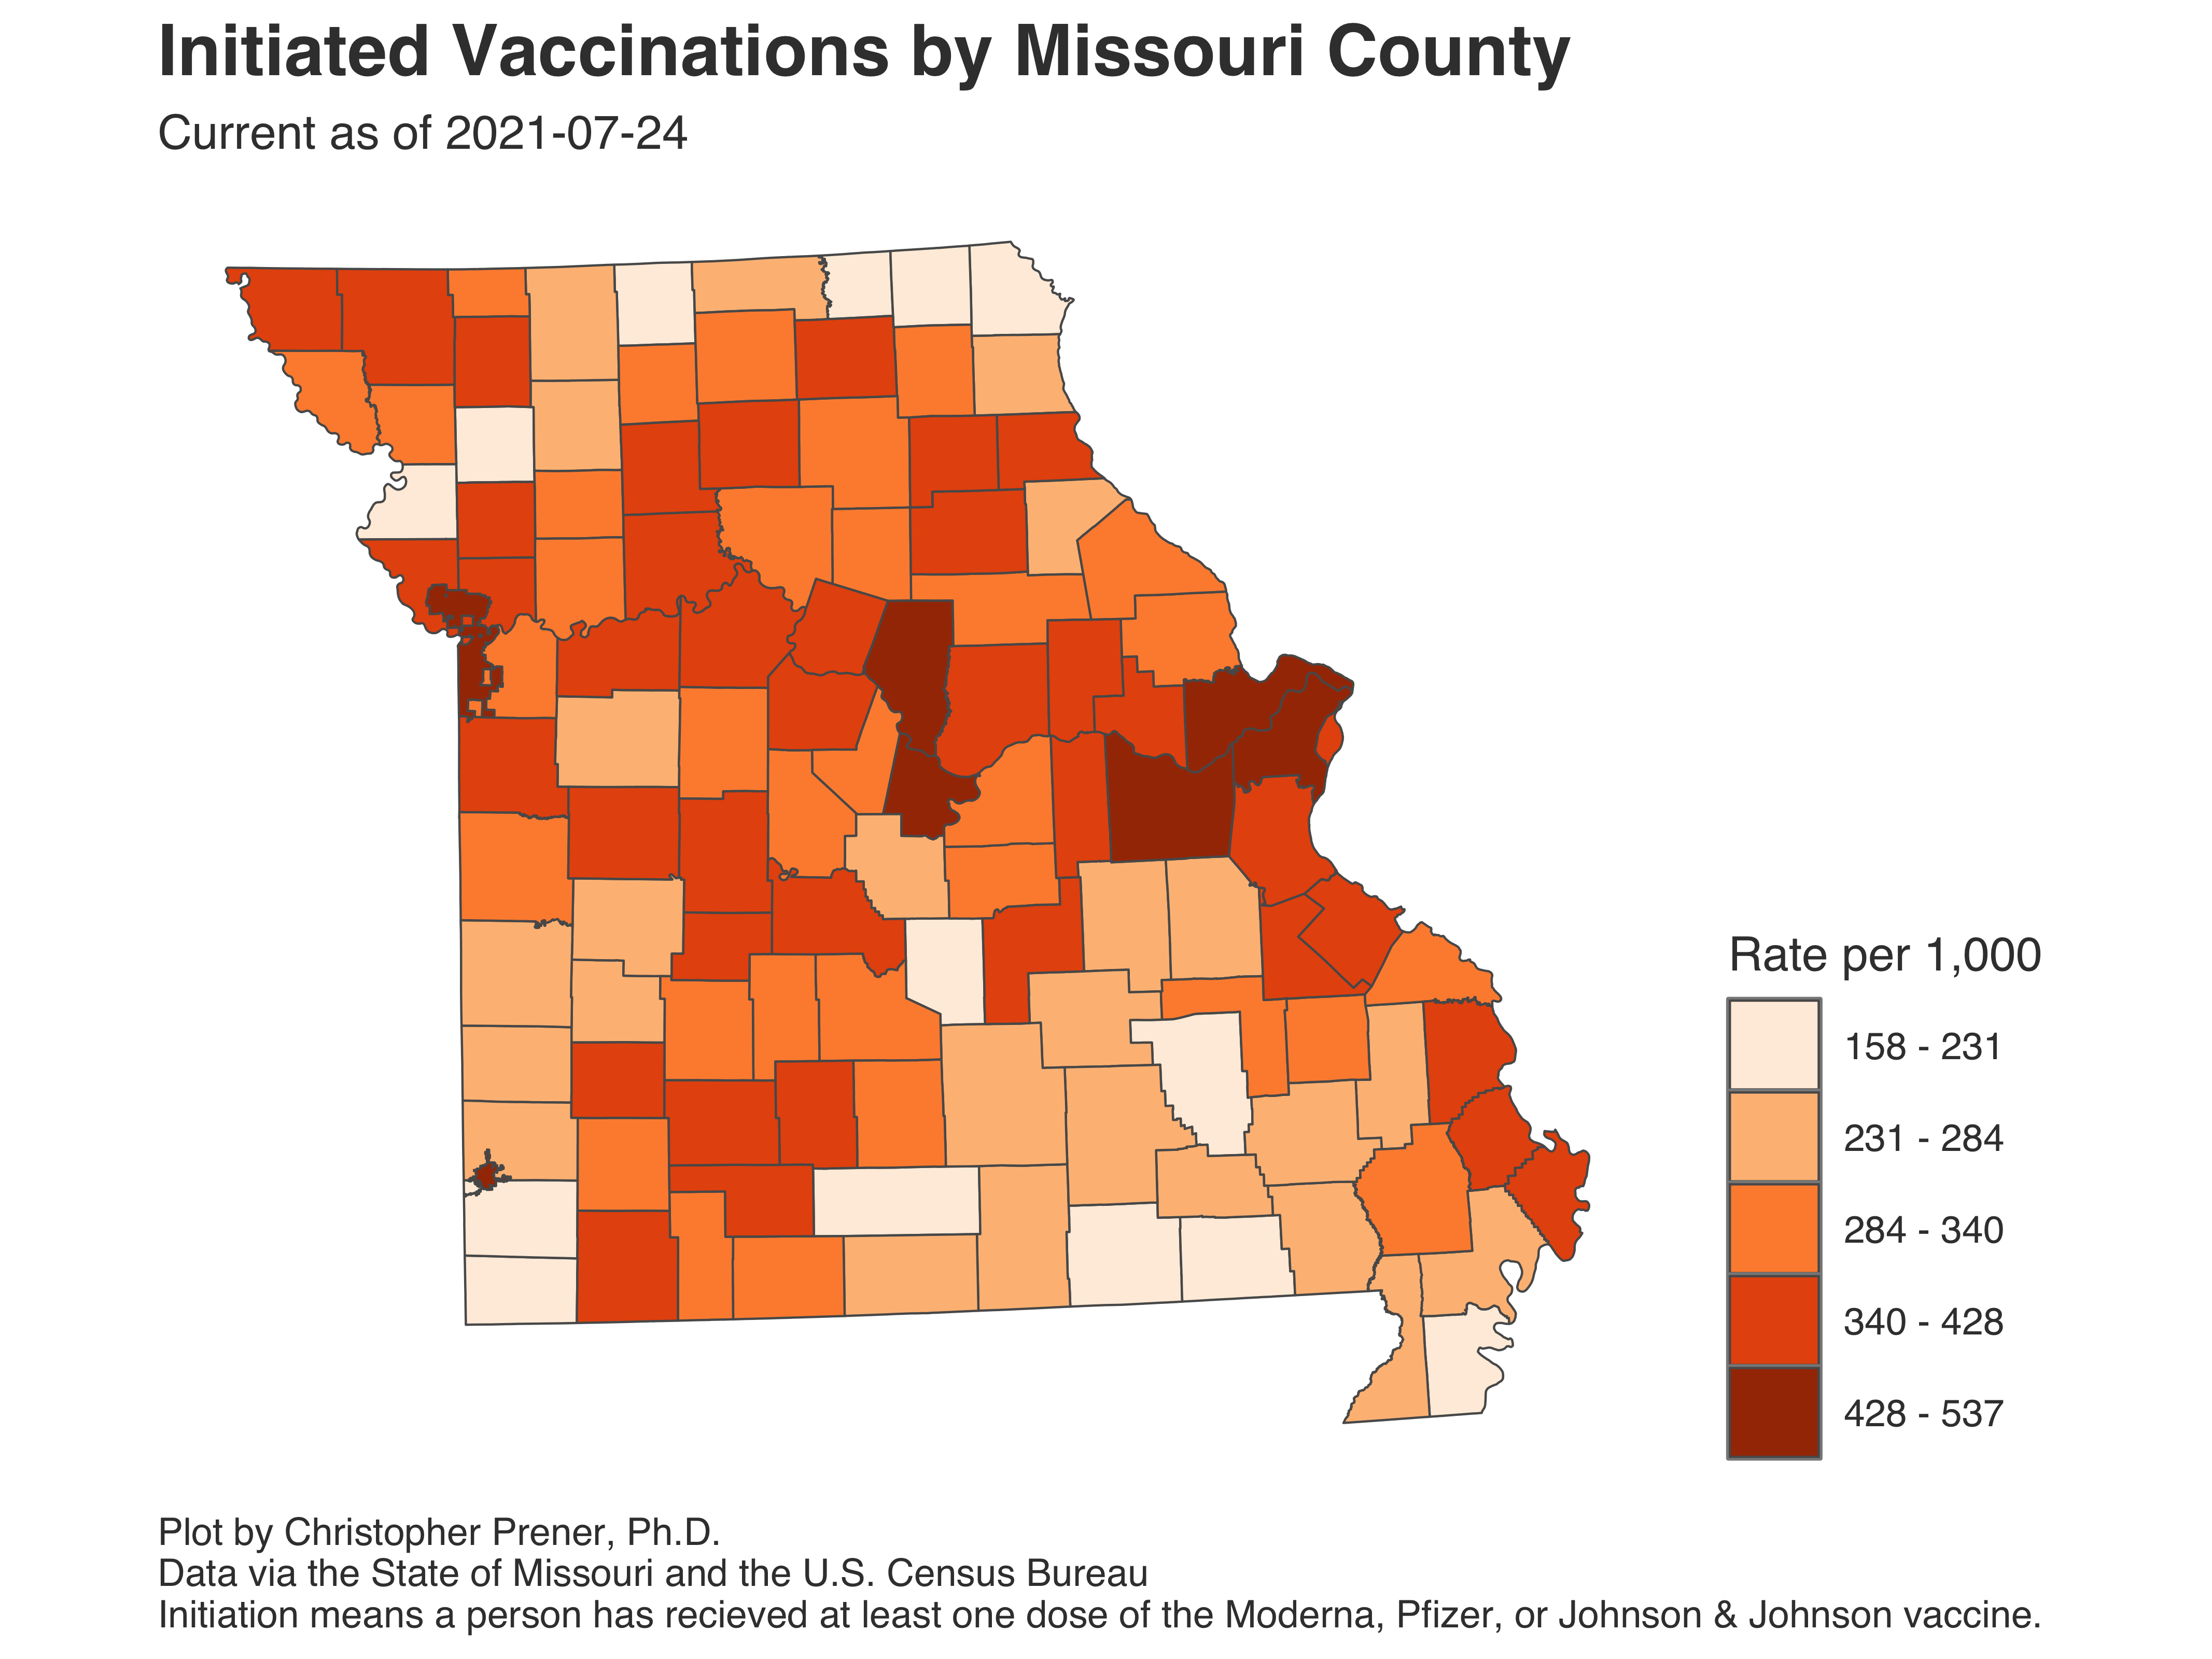 Initiated Vaccinations by Missouri County
Current as of 2021-07-24
Rate per 1,000
158 - 231
231 - 284
284 - 340
340 - 428
428 - 537
Plot by Christopher Prener, Ph.D.
Data via the State of Missouri and the U.S. Census Bureau
Initiation means a person has recieved at least one dose of the Moderna, Pfizer, or Johnson & Johnson vaccine.